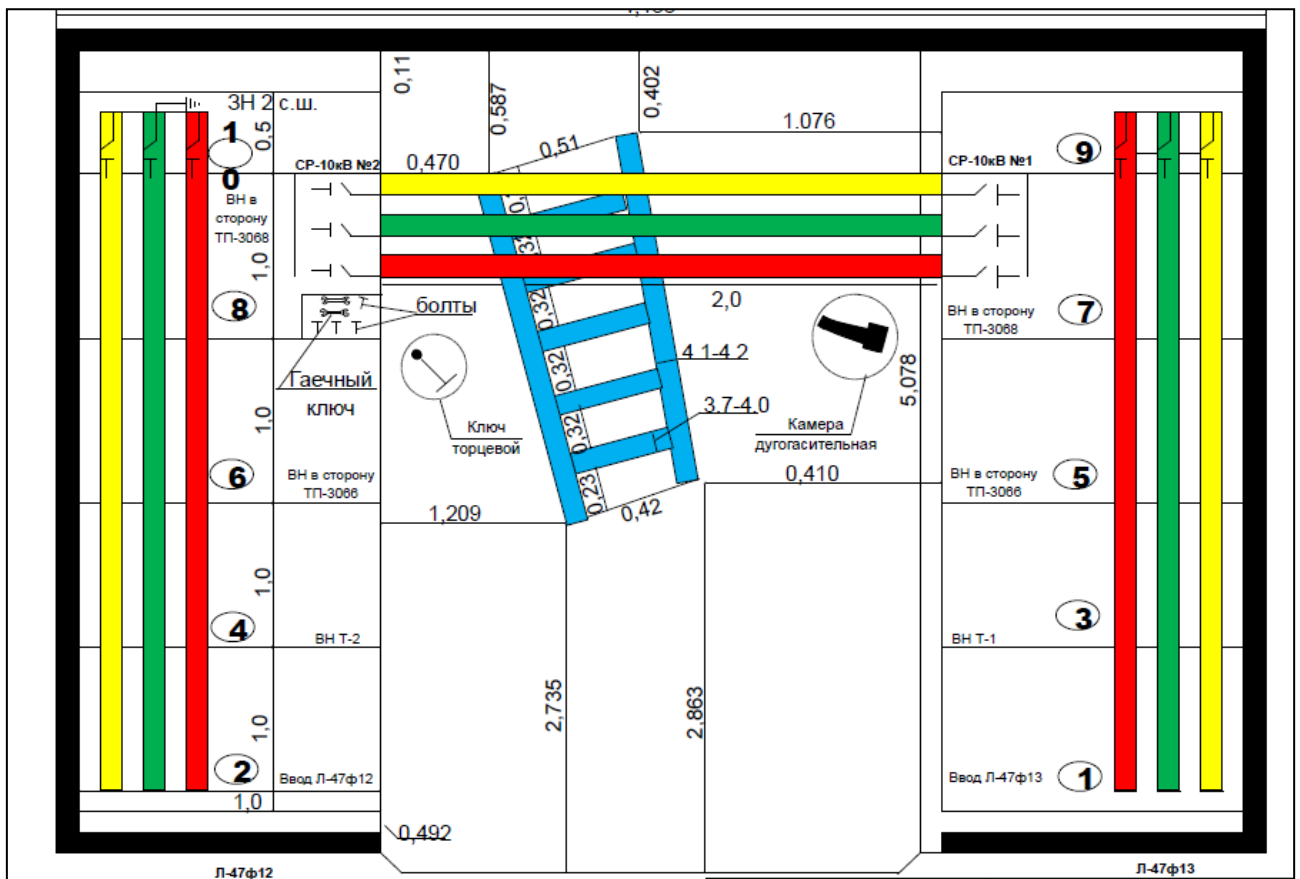 0,11
0,587
0,402
1.076
ЗН 2 с.ш.
1
0
0,5
СР-10кВ №2
0,470
0,51
СР-10кВ №1
9
ВН в
сторону
ТП-3068
1,0
8
болты
0,32
2,0
ВН в сторону
ТП-3068
7
Гаечный
ключ
Ключ
торцевой
0,32
4.1-4.2
3.7-4.0
Камера
дугогасительная
5,078
1,0
0,32
6
ВН в сторону
ТП-3066
0,23
0,42
0,410
ВН в сторону
ТП-3066
5
1,209
1,0
4
ВН Т-2
ВН Т-1
3
2,735
2,863
1,0
2
Ввод Л-47ф12
Ввод Л-47ф13
1
1,0
0,492
Л-47ф12
Л-47ф13